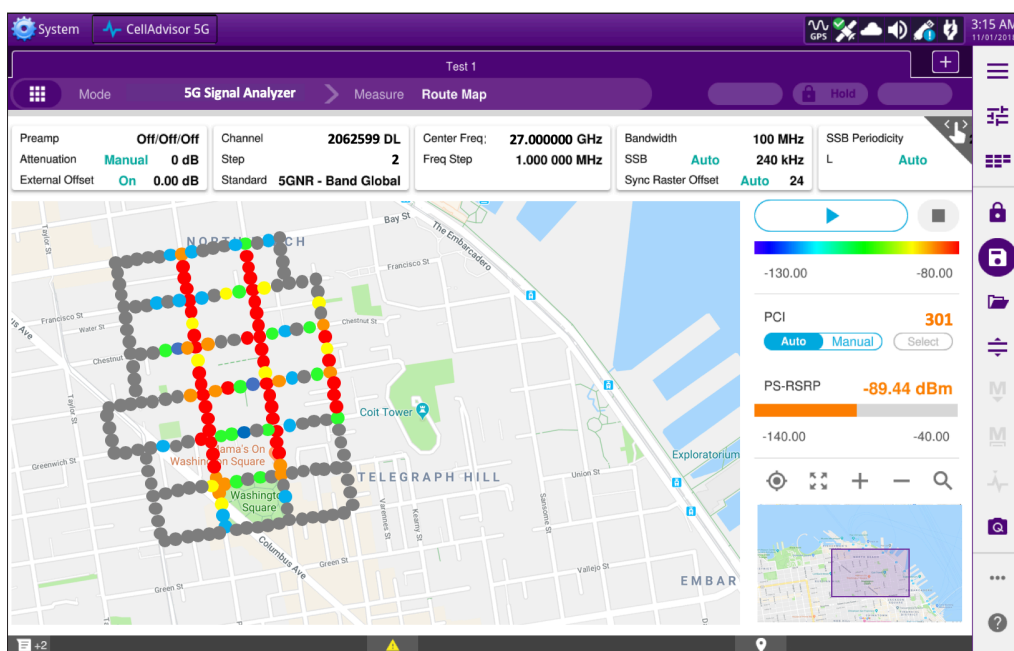 System
CellAdvisor 5G
GPS
3:15 AM
11/01/201
Test 1
+
Mode 5G Signal Analyzer Measure Route Map
Hold
Preamp Off/Off/Off
Attenuation Manual 0 dB
External Offset On 0.00 dB
Channel 2062599 DL
Step 2
Standard 5GNR - Band Global
Center Freq: 27.000000 GHz
Freq Step 1.000 000 MHz
Bandwidth 100 MHz
SSB Auto 240 kHz
Sync Raster Offset Auto 24
SSB Periodicity
L Auto
-130.00 -80.00
PCI 301
Auto Manual Select
PS-RSRP -89.44 dBm
-140.00 -40.00
Bay St
The Embarcadero
Taylor St
Francisco St
Francisco St
Water St
Chestnut St
Chestnut
Taylor St
Coit Tower
Exploratorium
Greenwich St
Washington Square
TELEGRAPH HILL
Union St
Washingt
Square
Varennes St
Kearny St
Sansome St
Columbus Ave
Green St
Green St
Vallejo St
EMBAR
M
M
Q
+2
?